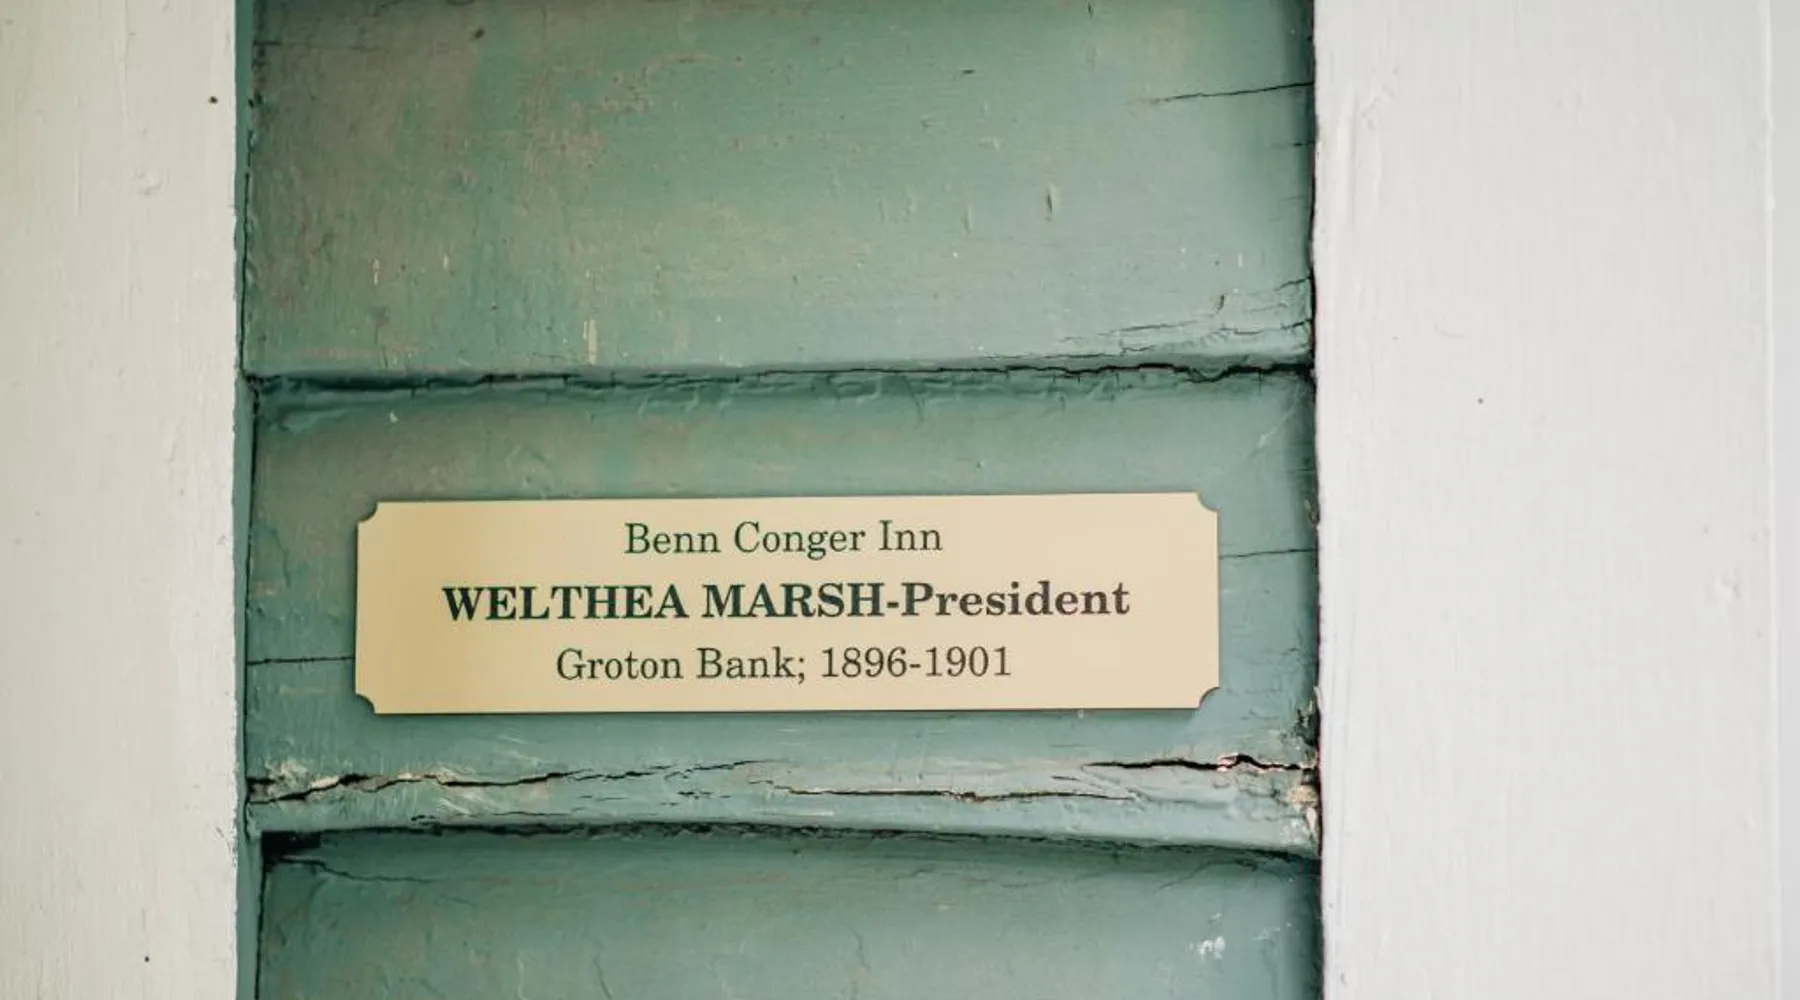 Benn Conger Inn
WELTHEA MARSH-President
Groton Bank; 1896-1901